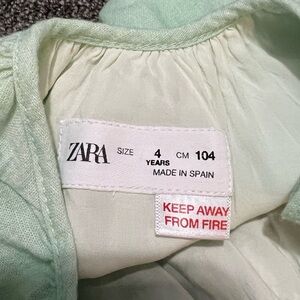 ZARA SIZE 4 YEARS CM 104
MADE IN SPAIN
KEEP AWAY
FROM FIRE